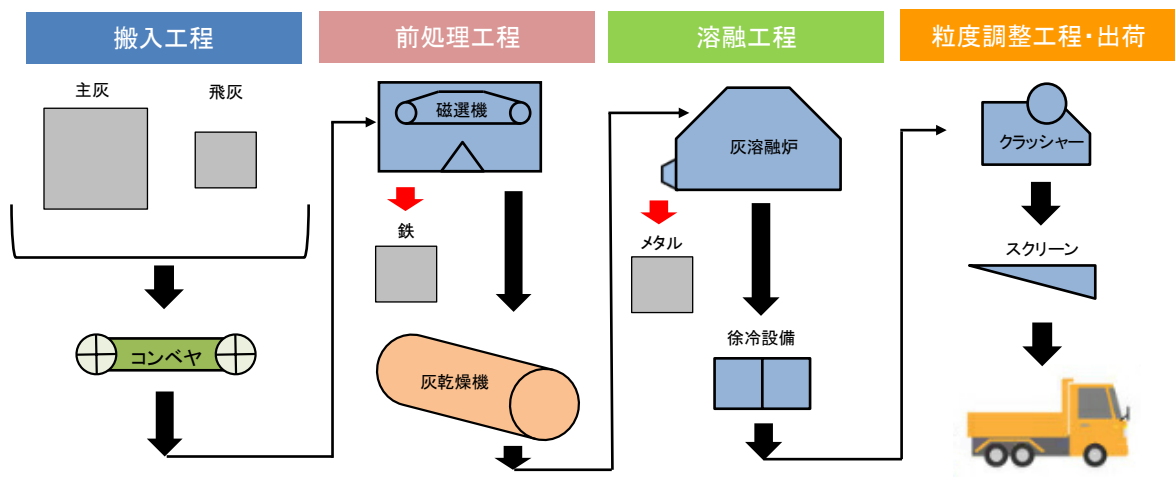 搬入工程
前処理工程
溶融工程
粒度調整工程・出荷
主灰
飛灰
コンベヤ
磁選機
鉄
灰乾燥機
灰溶融炉
メタル
徐冷設備
クラッシャー
スクリーン